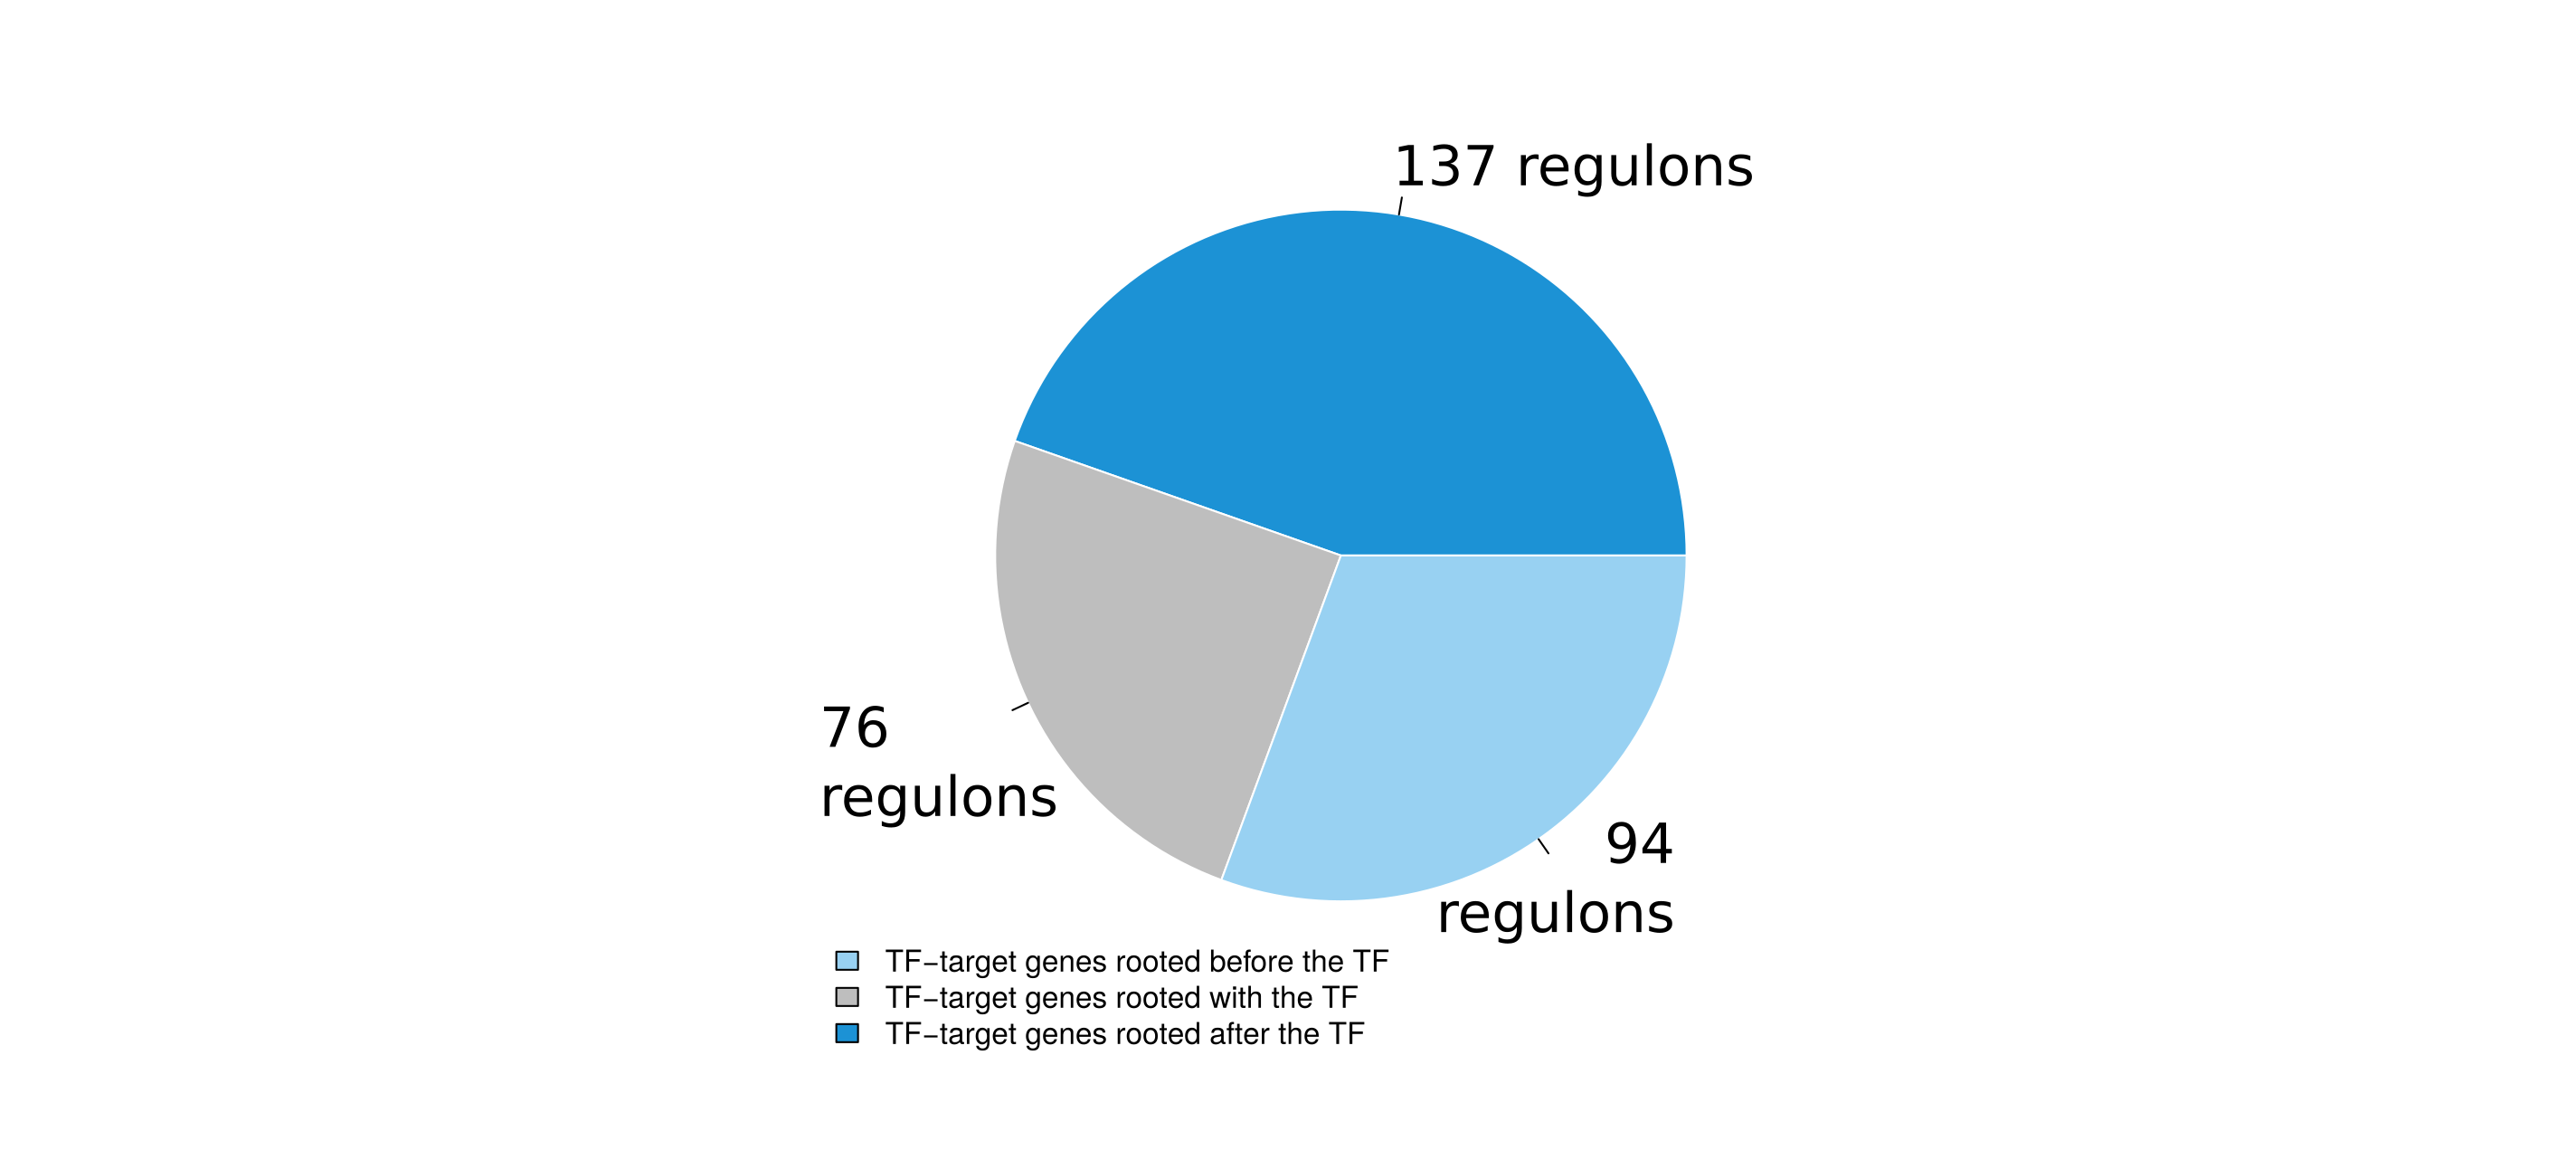 137 regulons
76
regulons
94
regulons
TF−target genes rooted before the TF
TF−target genes rooted with the TF
TF−target genes rooted after the TF